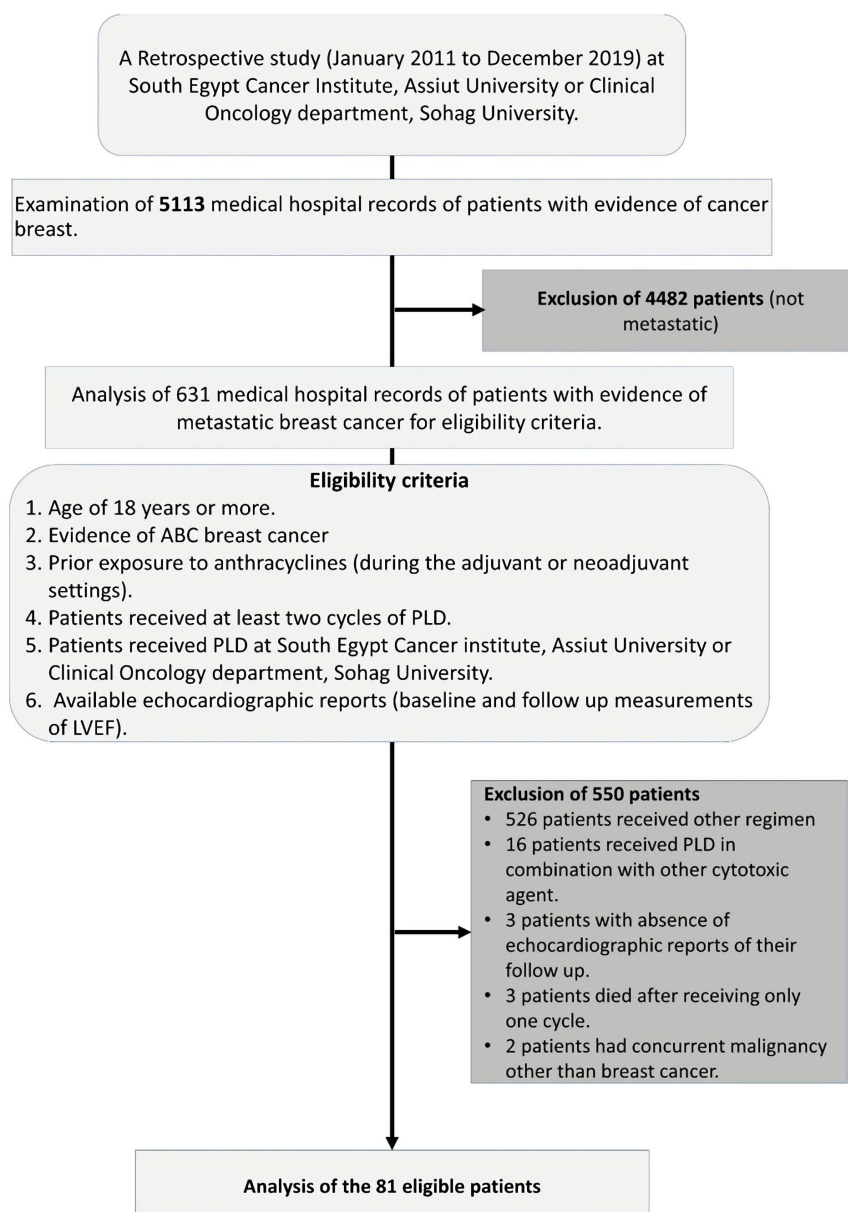 A Retrospective study (January 2011 to December 2019) at
South Egypt Cancer Institute, Assiut University or Clinical
Oncology department, Sohag University.
Examination of 5113 medical hospital records of patients with evidence of cancer
breast.
Exclusion of 4482 patients (not
metastatic)
Analysis of 631 medical hospital records of patients with evidence of
metastatic breast cancer for eligibility criteria.
Eligibility criteria
1. Age of 18 years or more.
2. Evidence of ABC breast cancer
3. Prior exposure to anthracyclines (during the adjuvant or neoadjuvant
settings).
4. Patients received at least two cycles of PLD.
5. Patients received PLD at South Egypt Cancer institute, Assiut University or
Clinical Oncology department, Sohag University.
6. Available echocardiographic reports (baseline and follow up measurements
of LVEF).
Exclusion of 550 patients
• 526 patients received other regimen
• 16 patients received PLD in
combination with other cytotoxic
agent.
• 3 patients with absence of
echocardiographic reports of their
follow up.
• 3 patients died after receiving only
one cycle.
• 2 patients had concurrent malignancy
other than breast cancer.
Analysis of the 81 eligible patients